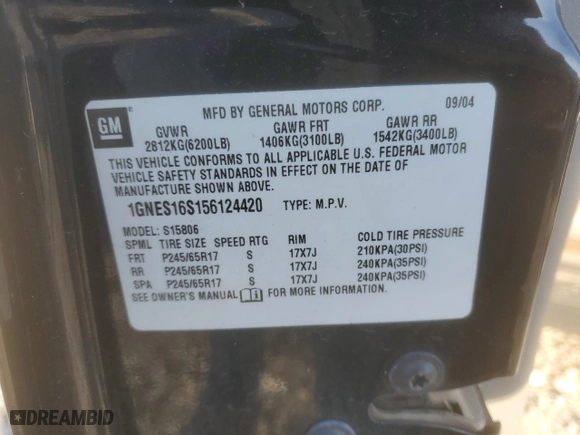 GM
MFD BY GENERAL MOTORS CORP. 09/04
GVWR GAWR FRT GAWR RR
2812KG(6200LB) 1406KG(3100LB) 1542KG(3400LB)
THIS VEHICLE CONFORMS TO ALL APPLICABLE U.S. FEDERAL MOTOR
VEHICLE SAFETY STANDARDS IN EFFECT ON THE DATE OF
MANUFACTURE SHOWN ABOVE.
1GNES16S156124420 TYPE: M.P.V.
MODEL: S15806
SPML TIRE SIZE SPEED RTG RIM COLD TIRE PRESSURE
FRT P245/65R17 S 17X7J 210KPA(30PSI)
RR P245/65R17 S 17X7J 240KPA(35PSI)
SPA P245/65R17 S 17X7J 240KPA(35PSI)
SEE OWNER'S MANUAL FOR MORE INFORMATION.
DREAMBID